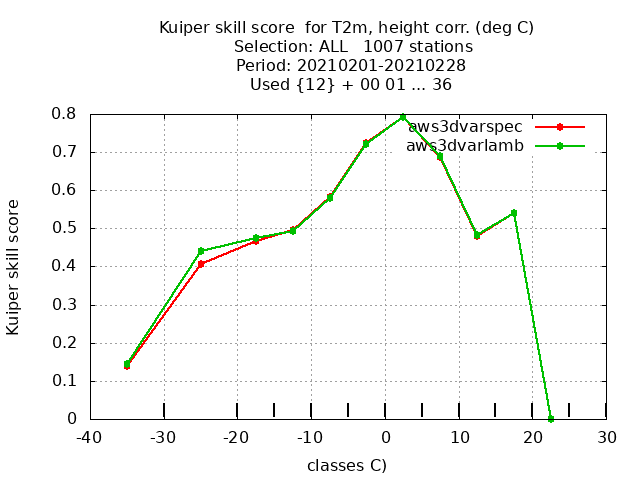 Kuiper skill score  for T2m, height corr. (deg C)
Selection: ALL   1007 stations
Period: 20210201-20210228
Used {12} + 00 01 ... 36
0.8
aws3dvarspec
0.7
aws3dvarlamb
0.6
0.5
Kuiper skill score
0.4
0.3
0.2
0.1
0
-40 -30 -20 -10 0 10 20 30
classes C)